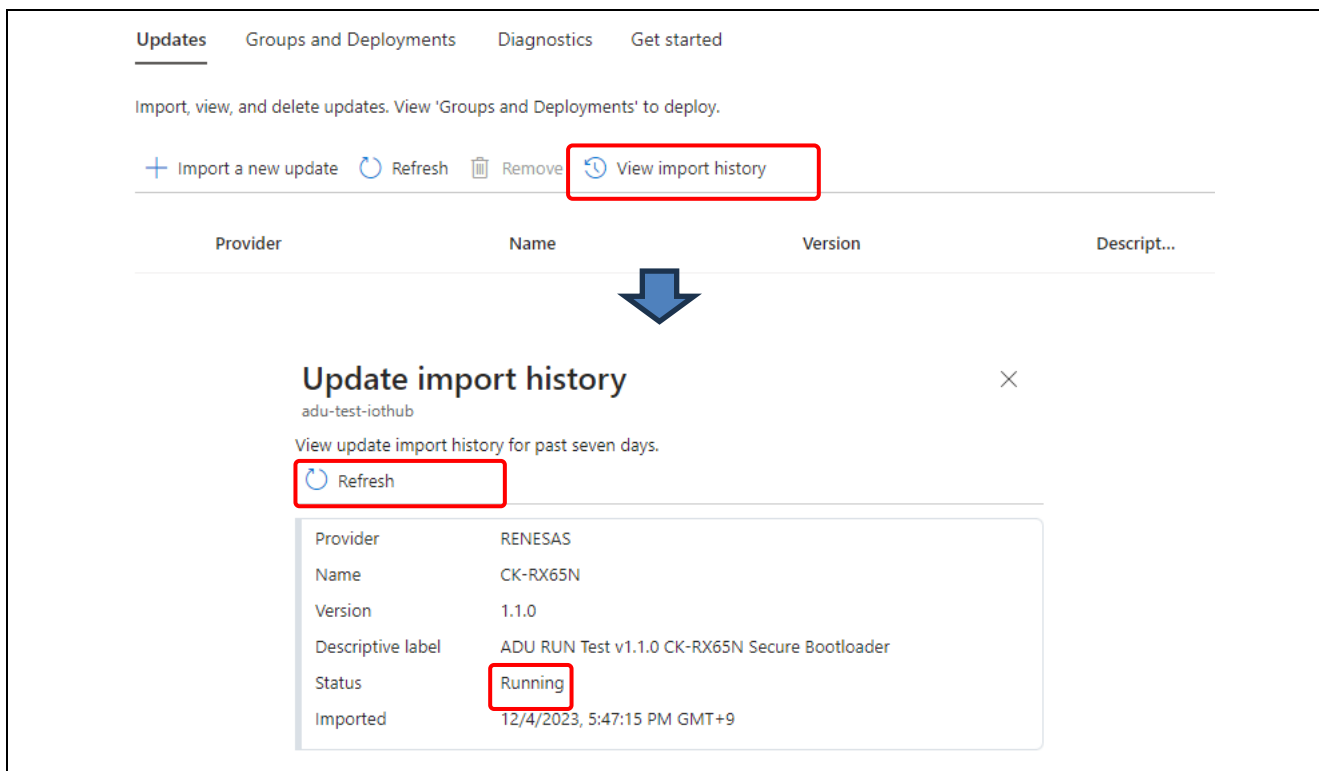 Updates Groups and Deployments Diagnostics Get started
Import, view, and delete updates. View 'Groups and Deployments' to deploy.
Import a new update Refresh Remove View import history
Provider Name Version Descript...
Update import history
adu-test-iothub
View update import history for past seven days.
Refresh
Provider RENESAS
Name CK-RX65N
Version 1.1.0
Descriptive label ADU RUN Test v1.1.0 CK-RX65N Secure Bootloader
Status Running
Imported 12/4/2023, 5:47:15 PM GMT+9